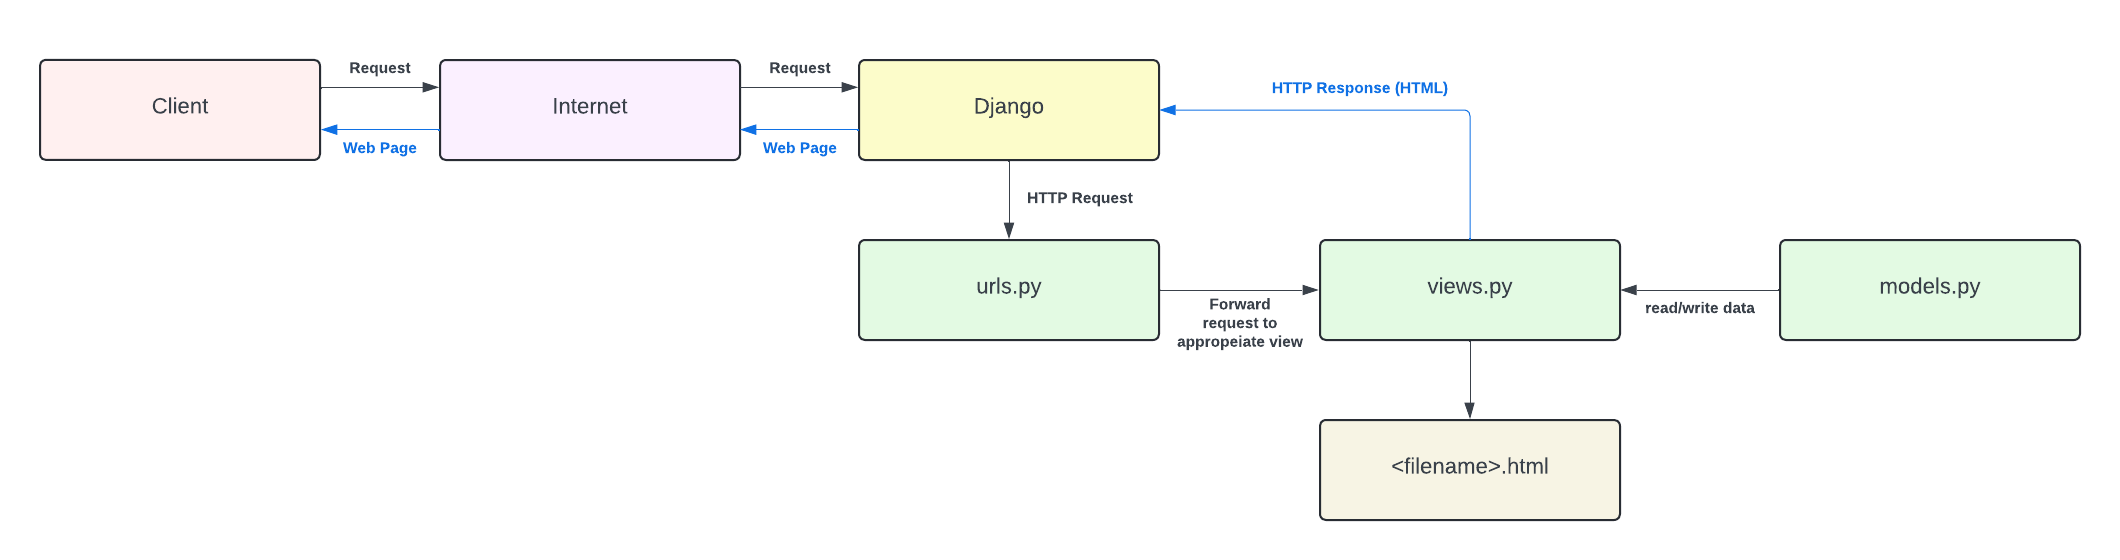 Request
Request
Client
Internet
Django
HTTP Response (HTML)
Web Page
Web Page
HTTP Request
urls.py
views.py
models.py
Forward
request to
appropeiate view
read/write data
<filename>.html